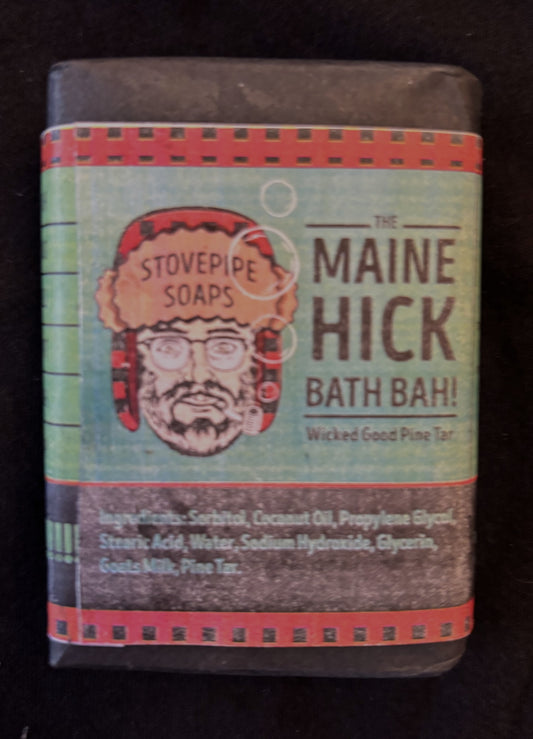 STOVEPIPE
SOAPS
THE
MAINE
HICK
BATH BAH!
Wicked Good Pine Tar
Ingredients: Sorbitol, Coconut Oil, Propylene Glycol,
Stearic Acid, Water, Sodium Hydroxide, Glycerin,
Goats Milk, Pine Tar.